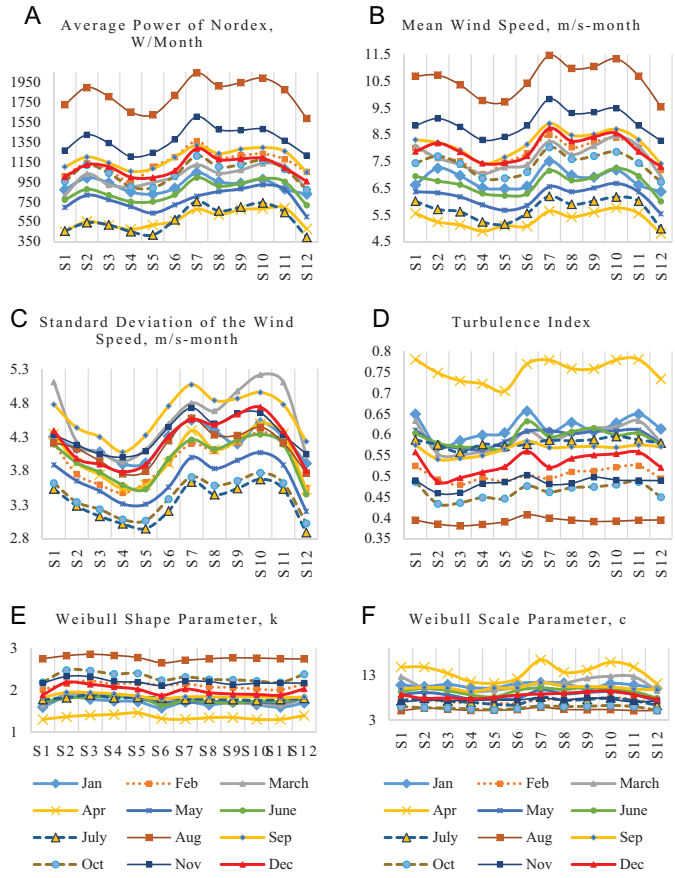 A
Average Power of Nordex,
W/Month
1950
1750
1550
1350
1150
950
750
550
350
S1 S2 S3 S4 S5 S6 S7 S8 S9 S10 S11 S12
B
Mean Wind Speed, m/s-month
11.5
10.5
9.5
8.5
7.5
6.5
5.5
4.5
S1 S2 S3 S4 S5 S6 S7 S8 S9 S10 S11 S12
C
Standard Deviation of the Wind
Speed, m/s-month
5.3
4.8
4.3
3.8
3.3
2.8
S1 S2 S3 S4 S5 S6 S7 S8 S9 S10 S11 S12
D
Turbulence Index
0.8
0.75
0.7
0.65
0.6
0.55
0.5
0.45
0.4
0.35
S1 S2 S3 S4 S5 S6 S7 S8 S9 S10 S11 S12
E
Weibull Shape Parameter, k
3
2
1
S1 S2 S3 S4 S5 S6 S7 S8 S9 S10 S11 S12
F
Weibull Scale Parameter, c
13
3
S1 S2 S3 S4 S5 S6 S7 S8 S9 S10 S11 S12
Jan Feb March
Apr May June
July Aug Sep
Oct Nov Dec
Jan Feb March
Apr May June
July Aug Sep
Oct Nov Dec